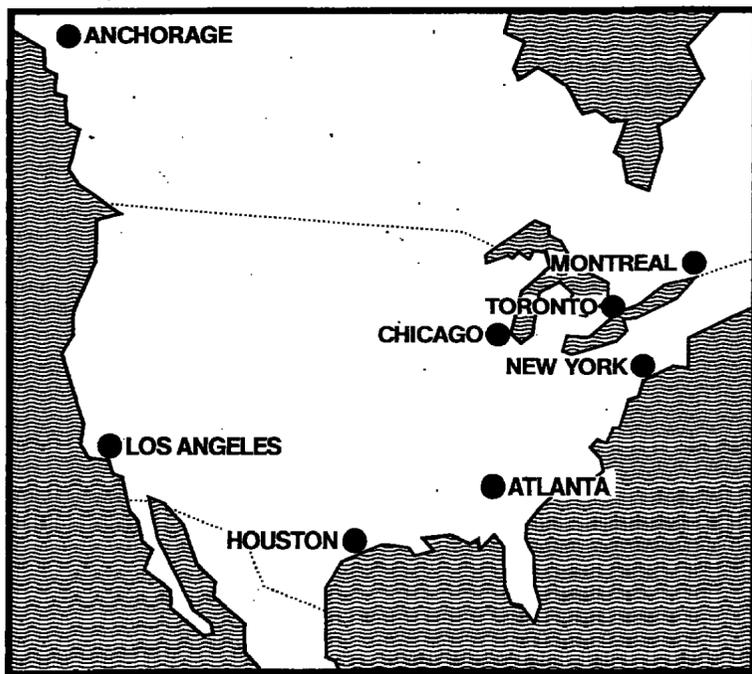 ANCHORAGE
MONTREAL
TORONTO
CHICAGO
NEW YORK
LOS ANGELES
ATLANTA
HOUSTON